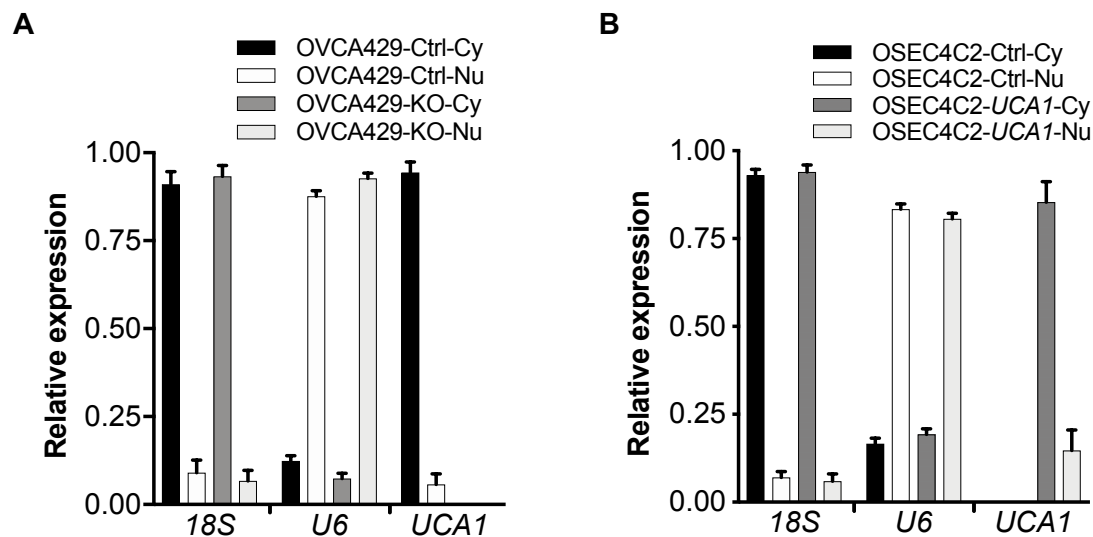 A
OVCA429-Ctrl-Cy
OVCA429-Ctrl-Nu
OVCA429-KO-Cy
OVCA429-KO-Nu
Relative expression
1.00
0.75
0.50
0.25
0.00
18S U6 UCA1
B
OSEC4C2-Ctrl-Cy
OSEC4C2-Ctrl-Nu
OSEC4C2-UCA1-Cy
OSEC4C2-UCA1-Nu
Relative expression
1.00
0.75
0.50
0.25
0.00
18S U6 UCA1